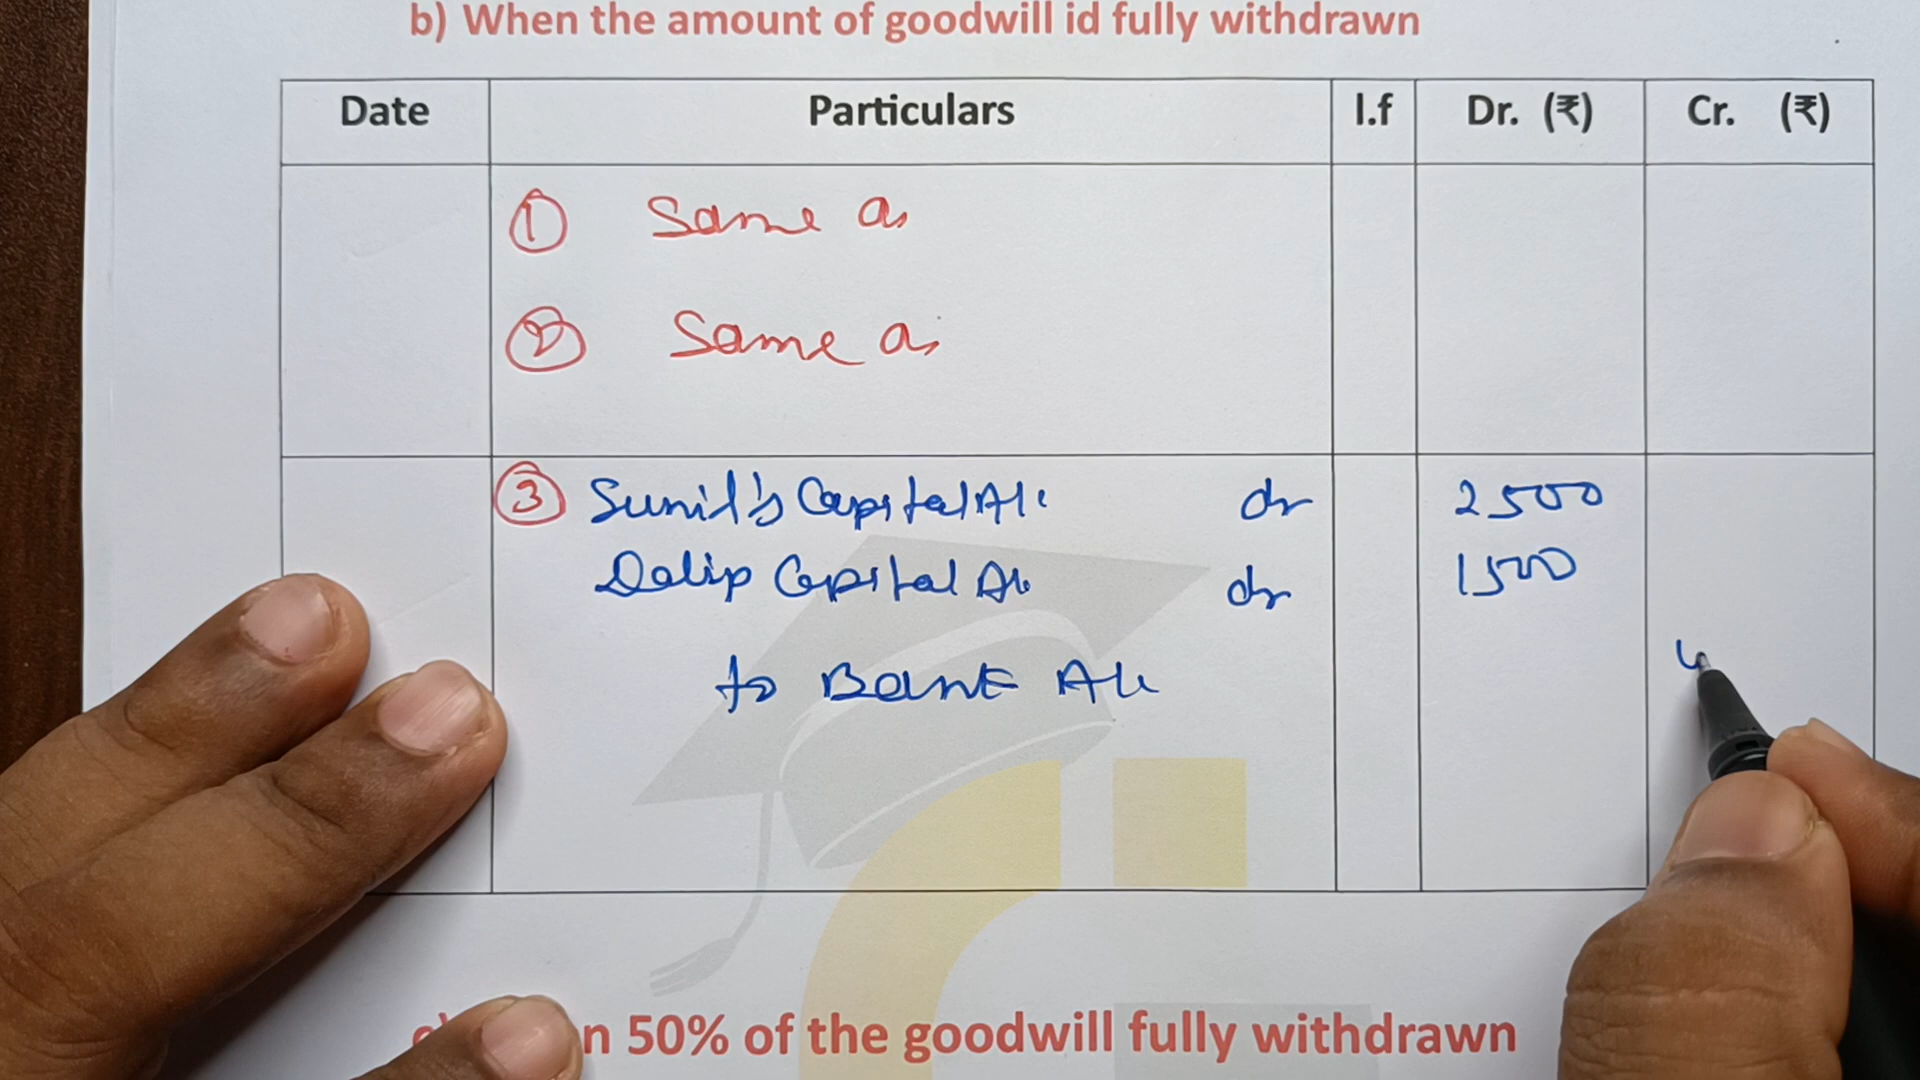 b) When the amount of goodwill id fully withdrawn
Date Particulars l.f Dr. (₹) Cr. (₹)
① Same as
② Same as
③ Sunil's Capital A/c dr 2500
Dalip Capital A/c dr 1500
to Bank A/c 4
n 50% of the goodwill fully withdrawn